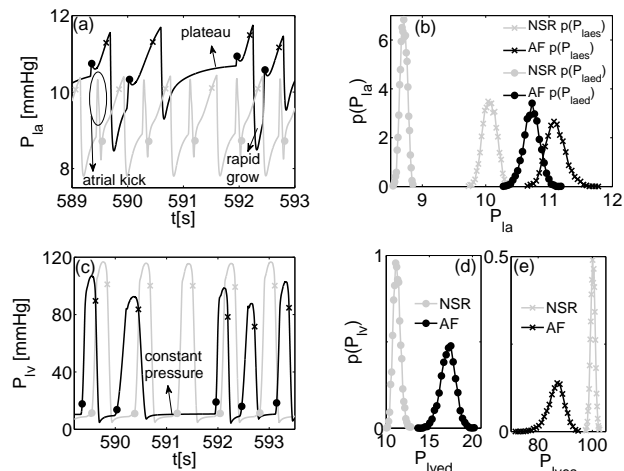 (a)
plateau
12
10
8
P_la [mmHg]
atrial kick
rapid
grow
589 590 591 592 593
t[s]
(b)
NSR p(P_laes)
AF p(P_laes)
NSR p(P_laed)
AF p(P_laed)
6
4
2
0
p(P_la)
9 10 11 12
P_la
(c)
120
80
40
0
P_lv [mmHg]
constant
pressure
590 591 592 593
t[s]
(d)
NSR
AF
1
0
p(P_lv)
10 15 20
P_lved
(e)
NSR
AF
0.5
0
80 100